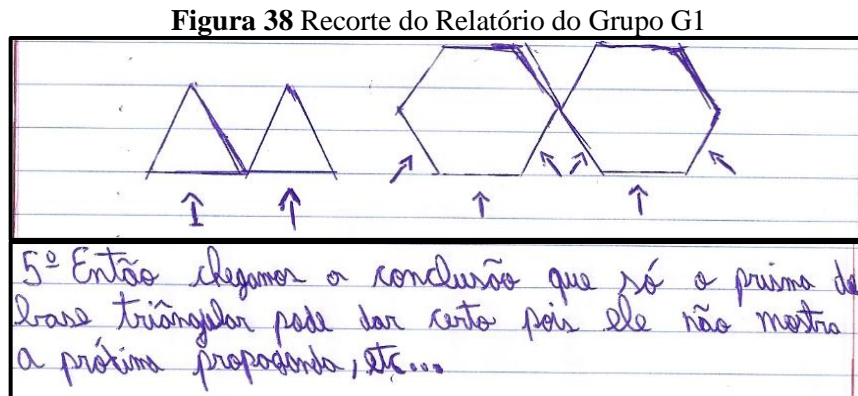 Figura 38 Recorte do Relatório do Grupo G1
5º Então chegamos a conclusão que só o prisma de
base triângular pode dar certo pois ele não mostra
a próxima propaganda, etc...